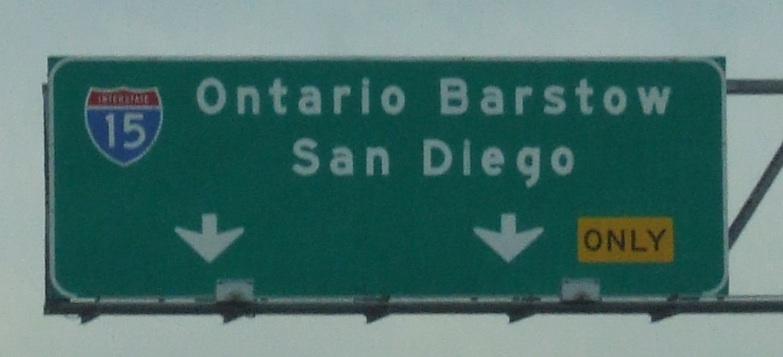 INTERSTATE
15
Ontario Barstow
San Diego
ONLY